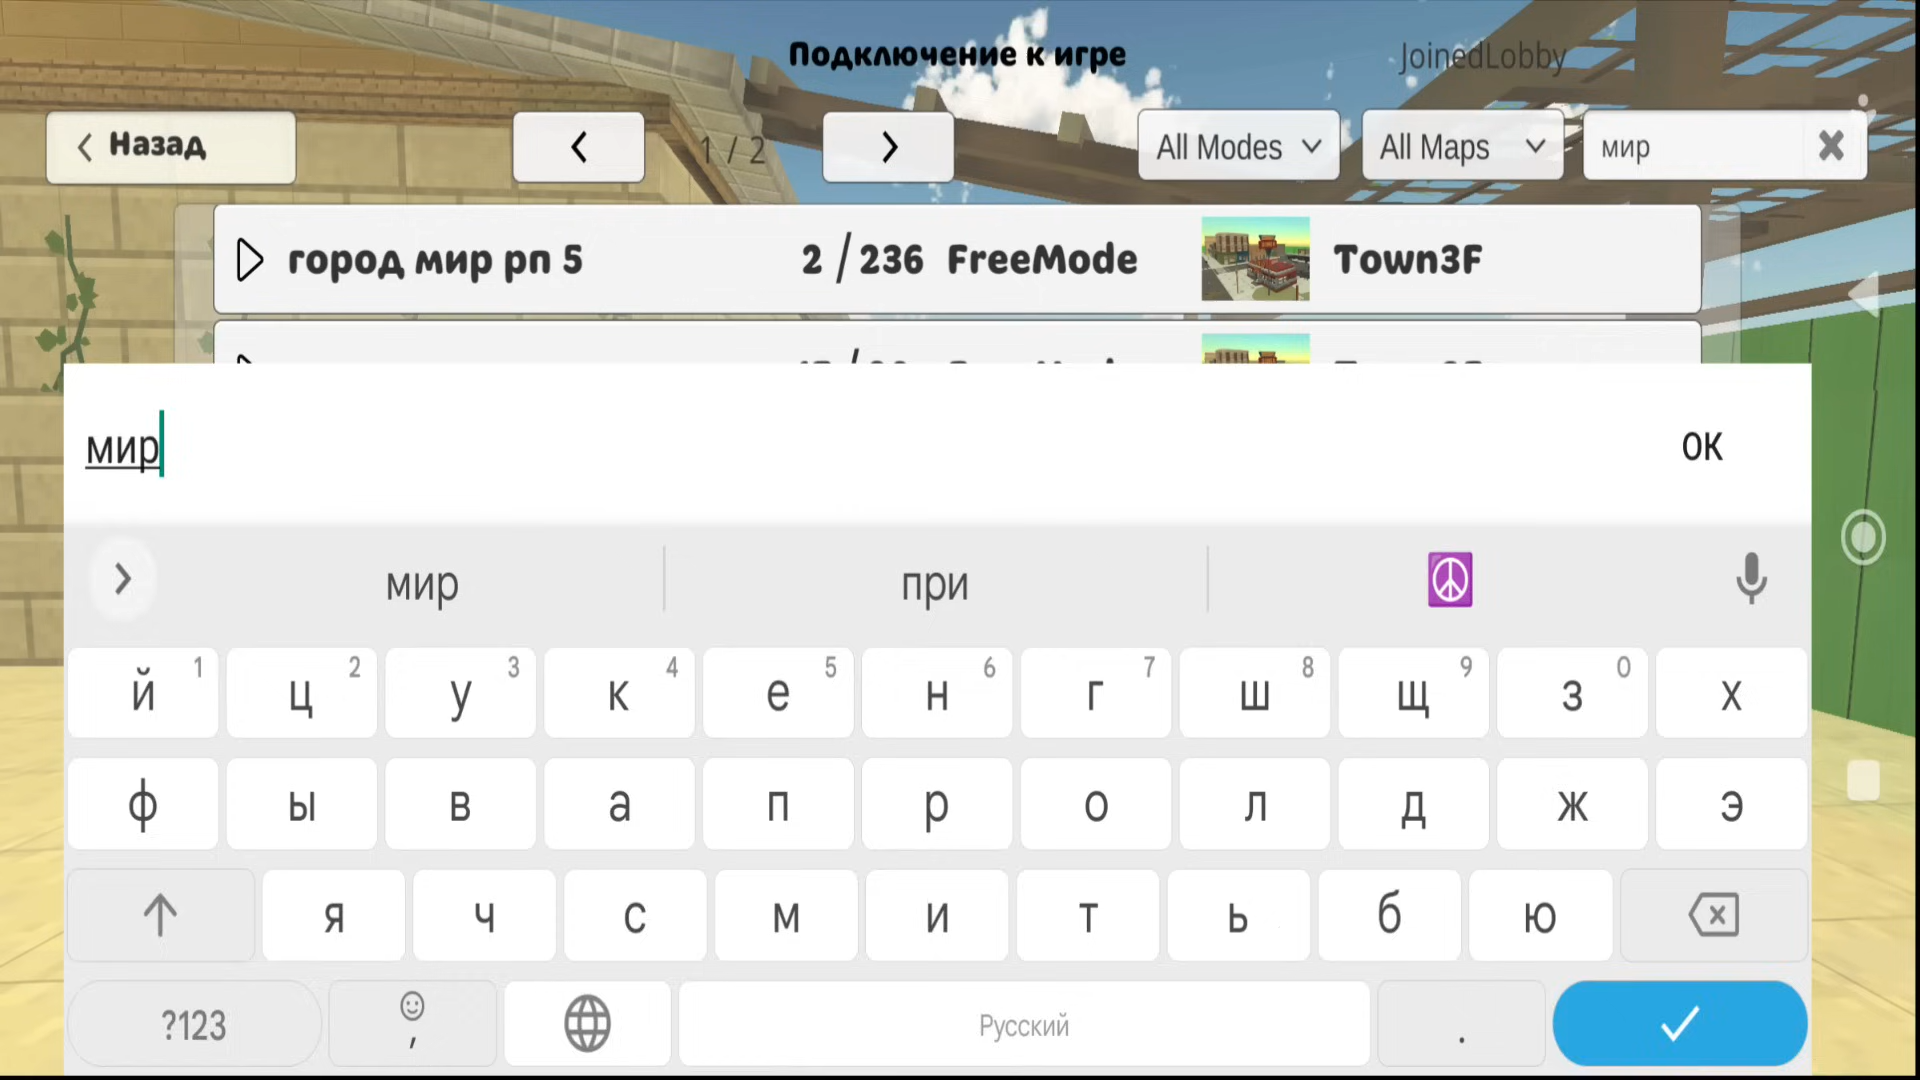 Подключение к игре
JoinedLobby
Назад
1 / 2
All Modes
All Maps
мир
город мир рп 5 2 / 236 FreeMode Town3F
мир
OK
мир при
й 1 ц 2 у 3 к 4 е 5 н 6 г 7 ш 8 щ 9 з 0 х
ф ы в а п р о л д ж э
я ч с м и т ь б ю
?123 , Русский .